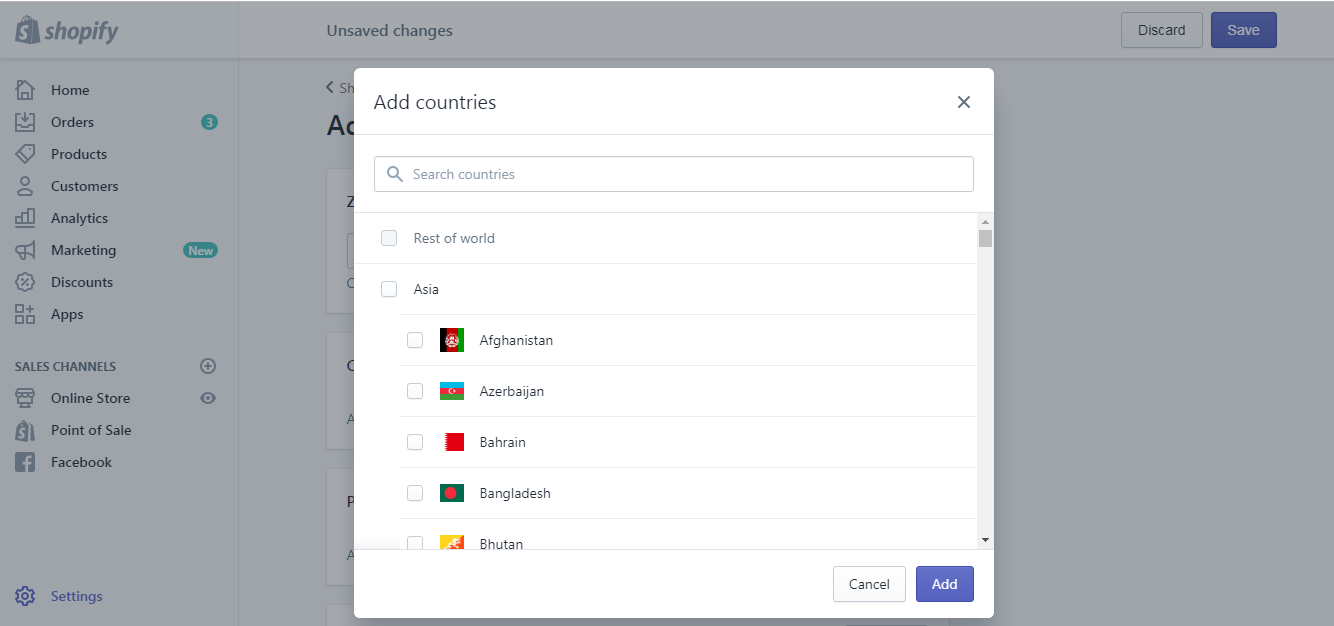 shopify
Unsaved changes
Discard
Save
Home
Orders
3
Products
Customers
Analytics
Marketing
New
Discounts
Apps
SALES CHANNELS
Online Store
Point of Sale
Facebook
Settings
Add countries
Search countries
Rest of world
Asia
Afghanistan
Azerbaijan
Bahrain
Bangladesh
Bhutan
Cancel
Add